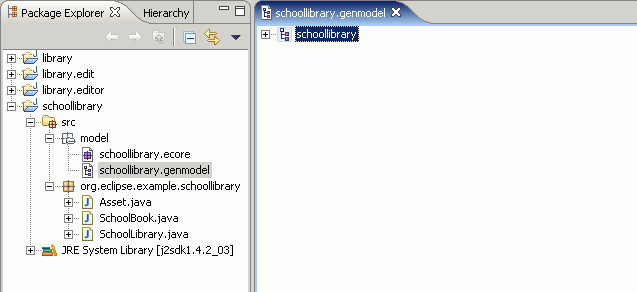 Package Explorer
Hierarchy
library
library.edit
library.editor
schoollibrary
src
model
schoollibrary.ecore
schoollibrary.genmodel
org.eclipse.example.schoollibrary
Asset.java
SchoolBook.java
SchoolLibrary.java
JRE System Library [j2sdk1.4.2_03]
schoollibrary.genmodel
schoollibrary